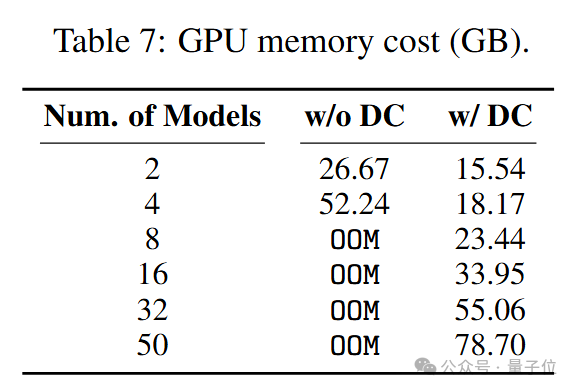 Table 7: GPU memory cost (GB).
Num. of Models w/o DC w/ DC
2 26.67 15.54
4 52.24 18.17
8 OOM 23.44
16 OOM 33.95
32 OOM 55.06
50 OOM 78.70
公众号·量子位